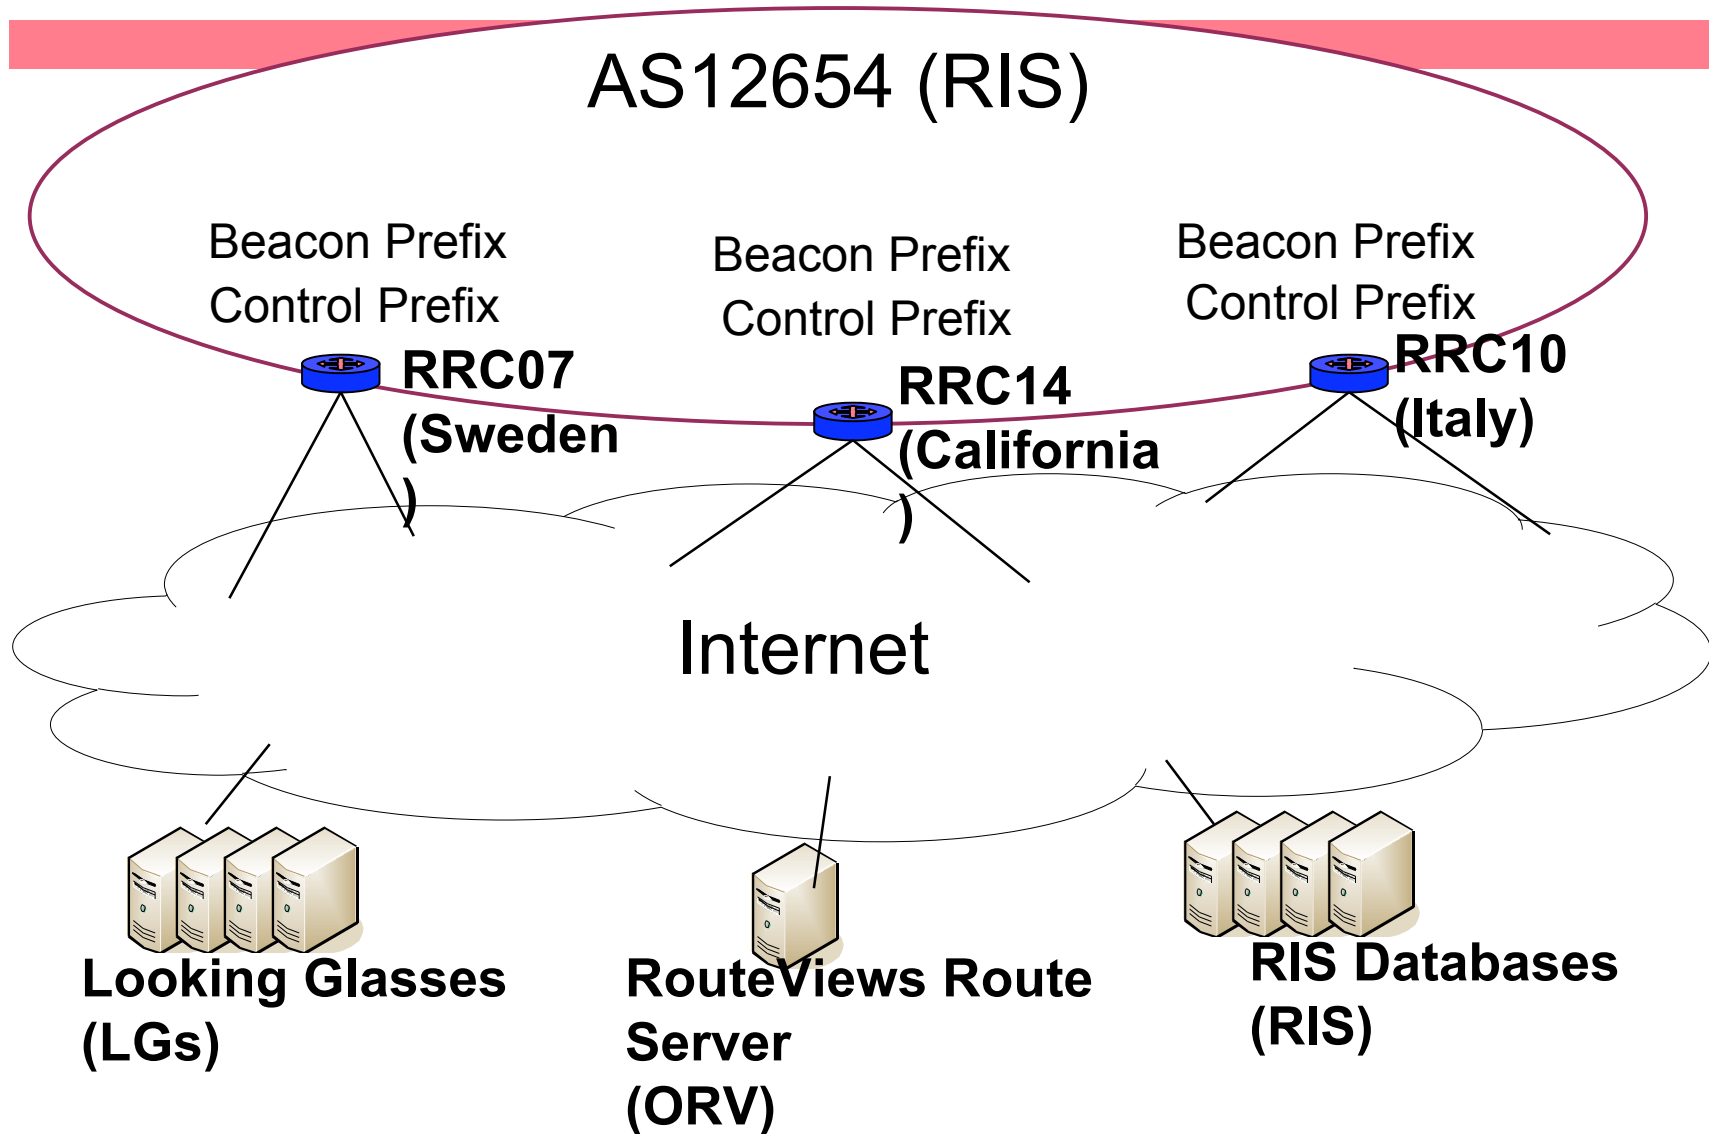 AS12654 (RIS)
Beacon Prefix
Control Prefix
RRC07
(Sweden
)
Beacon Prefix
Control Prefix
RRC14
(California
)
Beacon Prefix
Control Prefix
RRC10
(Italy)
Internet
Looking Glasses
(LGs)
RouteViews Route
Server
(ORV)
RIS Databases
(RIS)